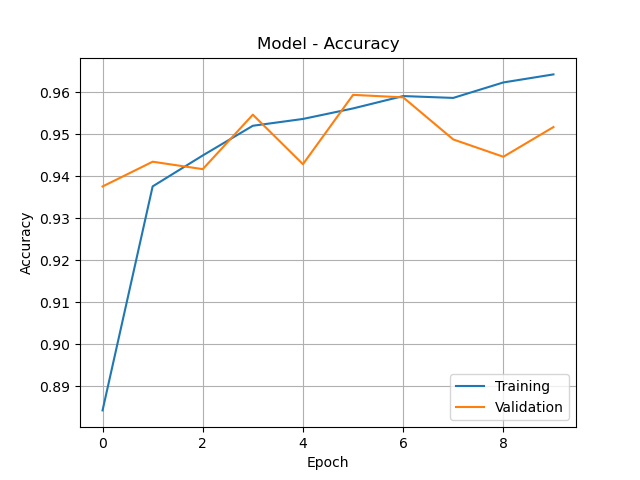 Model - Accuracy
0.96
0.95
0.94
0.93
0.92
0.91
0.90
0.89
Accuracy
0 2 4 6 8
Epoch
Training
Validation